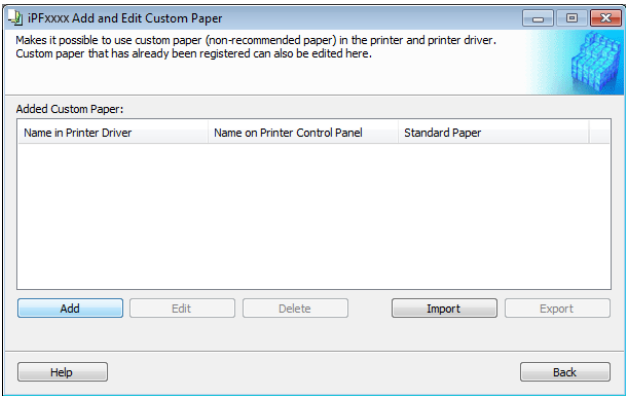 iPFxxxx Add and Edit Custom Paper
Makes it possible to use custom paper (non-recommended paper) in the printer and printer driver.
Custom paper that has already been registered can also be edited here.
Added Custom Paper:
Name in Printer Driver Name on Printer Control Panel Standard Paper
Add Edit Delete Import Export
Help Back